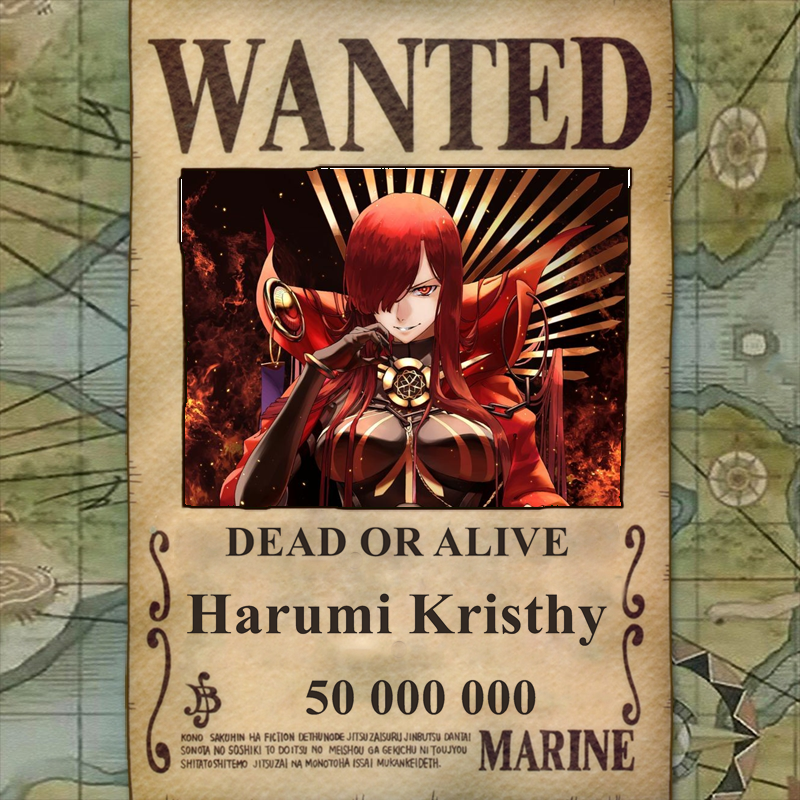 WANTED
DEAD OR ALIVE
Harumi Kristhy
50 000 000
KONO SAKUHIN HA FICTION DETHUNODE JITSUZAISURU JINBUTSU DANTAI
SONOTA NO SOSHIKI TO DOITSU NO MEISHOU GA GEKICHU NI TOUJYOU
SHITATOSHITEMO JITSUZAI NA MONOTOHA ISSAI MUKANKEIDETH.
MARINE